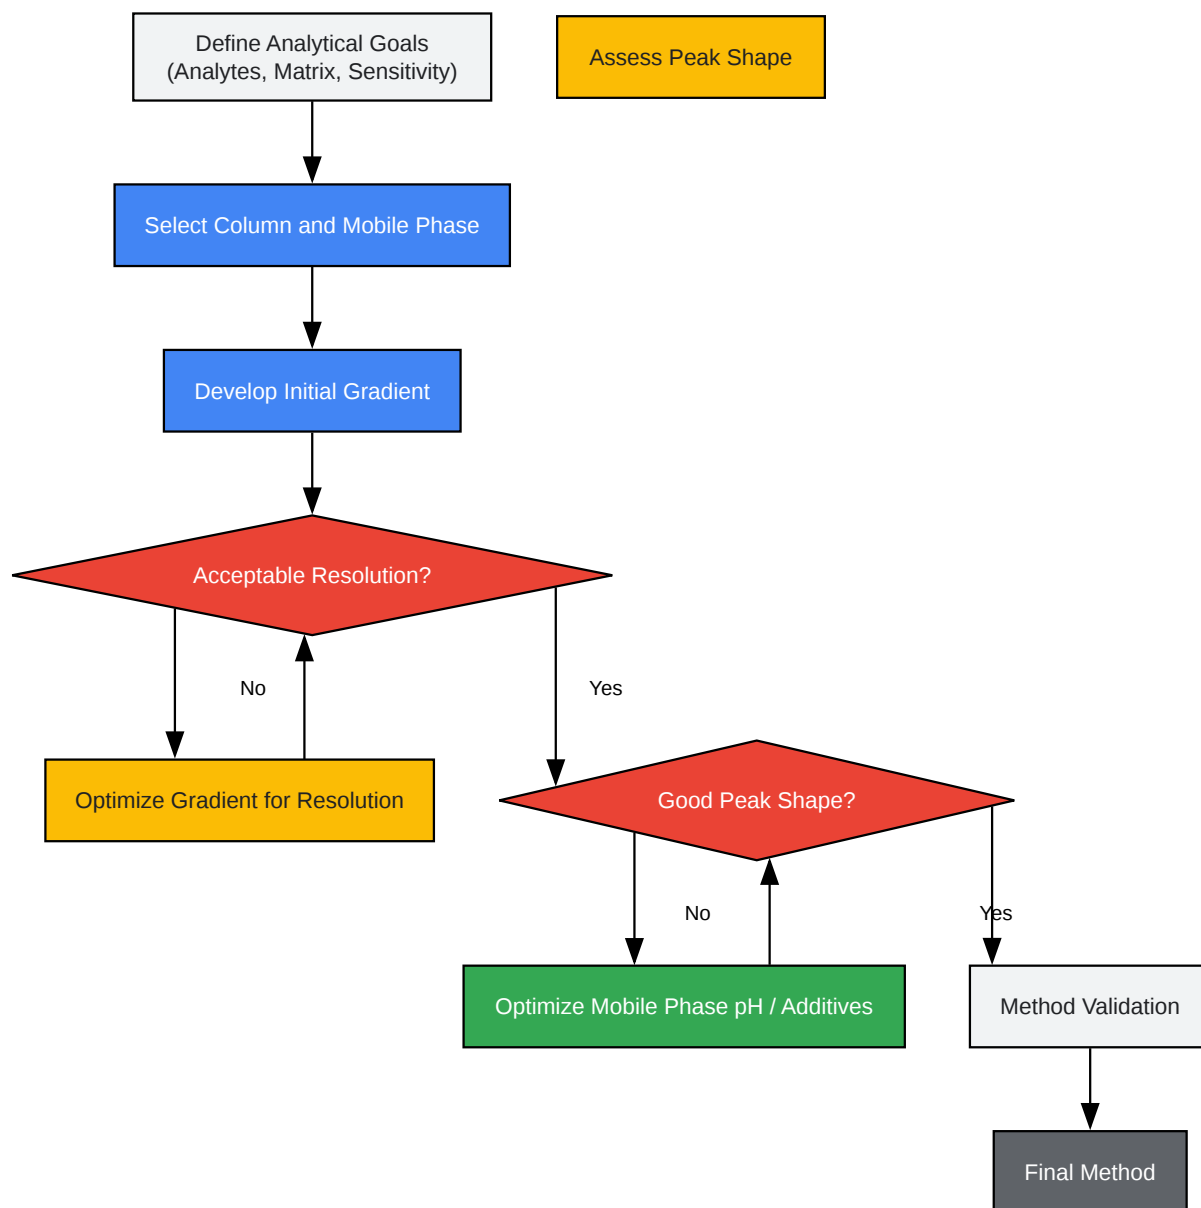 Define Analytical Goals
(Analytes, Matrix, Sensitivity)
Assess Peak Shape
Select Column and Mobile Phase
Develop Initial Gradient
Acceptable Resolution?
No
Yes
Optimize Gradient for Resolution
Good Peak Shape?
No
Yes
Optimize Mobile Phase pH / Additives
Method Validation
Final Method